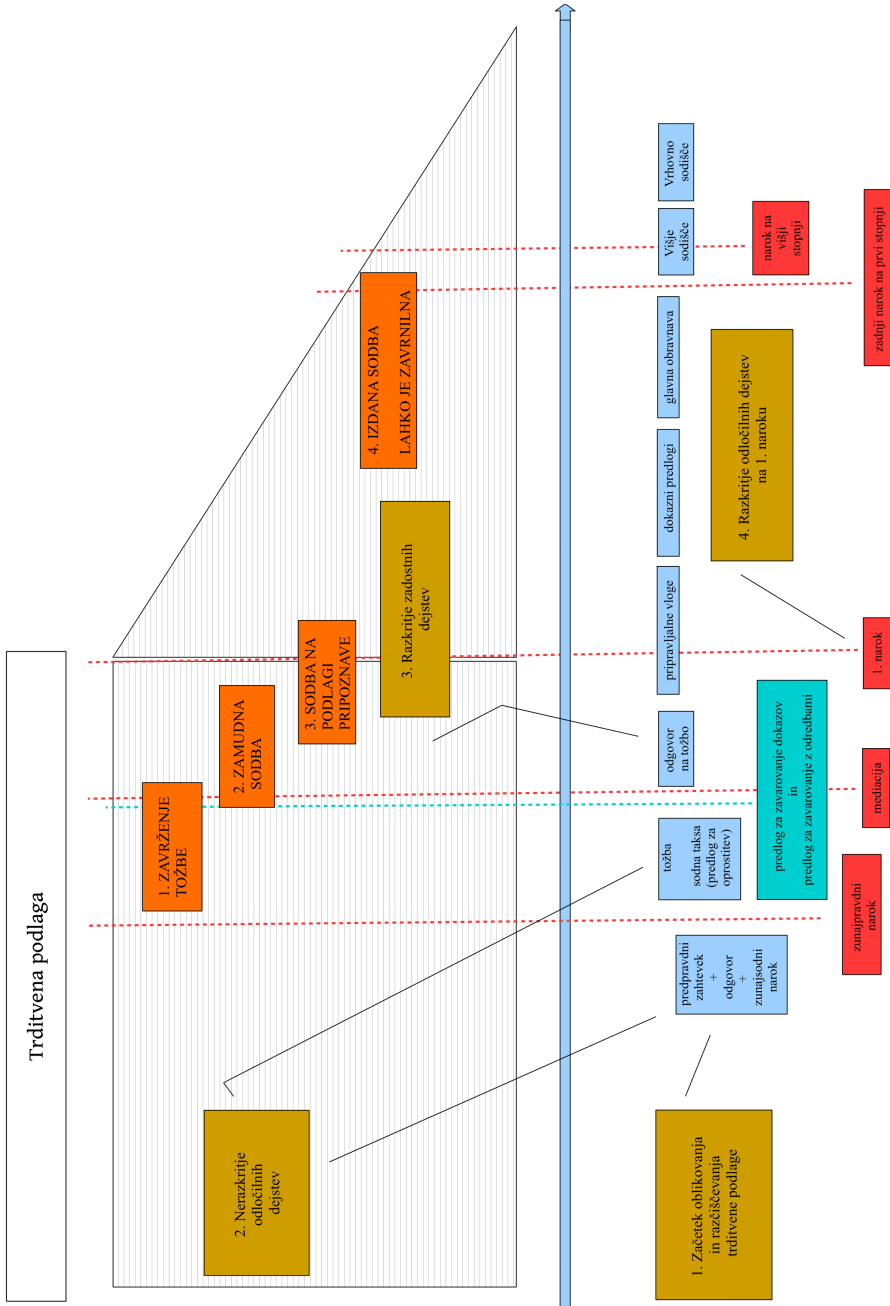 Trditvena podlaga
1. ZAVRŽENJE
TOŽBE
2. ZAMUDNA
SODBA
3. SODBA NA
PODLAGI
PRIPOZNAVE
4. IZDANA SODBA
LAHKO JE ZAVRNILNA
2. Nerazkritje
odločilnih
dejstev
3. Razkritje zadostnih
dejstev
predpravdni
zahtevek
+
odgovor
+
zunajsodni
narok
tožba
sodna taksa
(predlog za
oprostitev)
odgovor
na tožbo
pripravljalne vloge
dokazni predlogi
glavna obravnava
Višje
sodišče
Vrhovno
sodišče
1. Začetek oblikovanja
in razčiščevanja
trditvene podlage
predlog za zavarovanje dokazov
in
predlog za zavarovanje z odredbami
4. Razkritje odločilnih dejstev
na 1. naroku
narok na
višji
stopnji
zunajpravdni
narok
mediacija
1. narok
zadnji narok na prvi stopnji